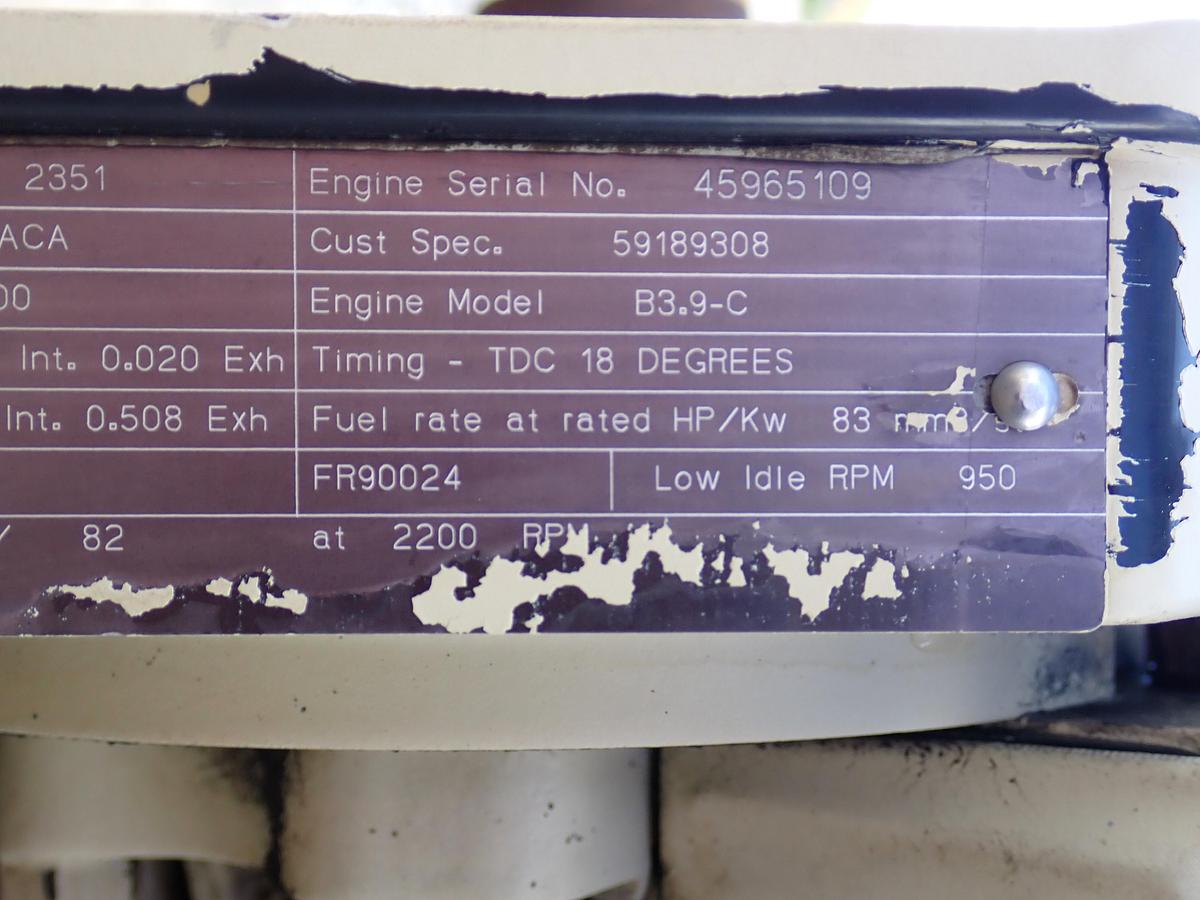 2351 Engine Serial No. 45965109
ACA Cust Spec. 59189308
00 Engine Model B3.9-C
Int. 0.020 Exh Timing - TDC 18 DEGREES
Int. 0.508 Exh Fuel rate at rated HP/Kw 83
FR90024 Low Idle RPM 950
/ 82 at 2200 RPM